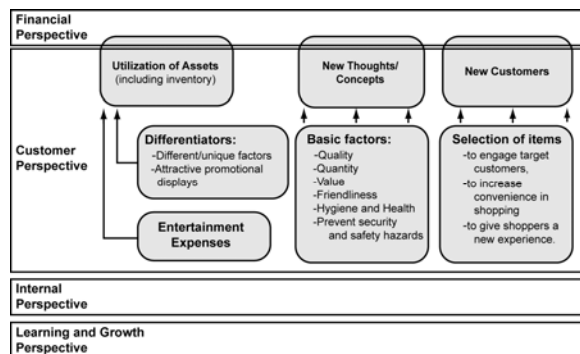 Financial
Perspective
Utilization of Assets
(including inventory)
New Thoughts/
Concepts
New Customers
Customer
Perspective
Differentiators:
-Different/unique factors
-Attractive promotional
displays
Entertainment
Expenses
Basic factors:
-Quality
-Quantity
-Value
-Friendliness
-Hygiene and Health
-Prevent security
and safety hazards
Selection of items
-to engage target
customers,
-to increase
convenience in
shopping
-to give shoppers a
new experience.
Internal
Perspective
Learning and Growth
Perspective